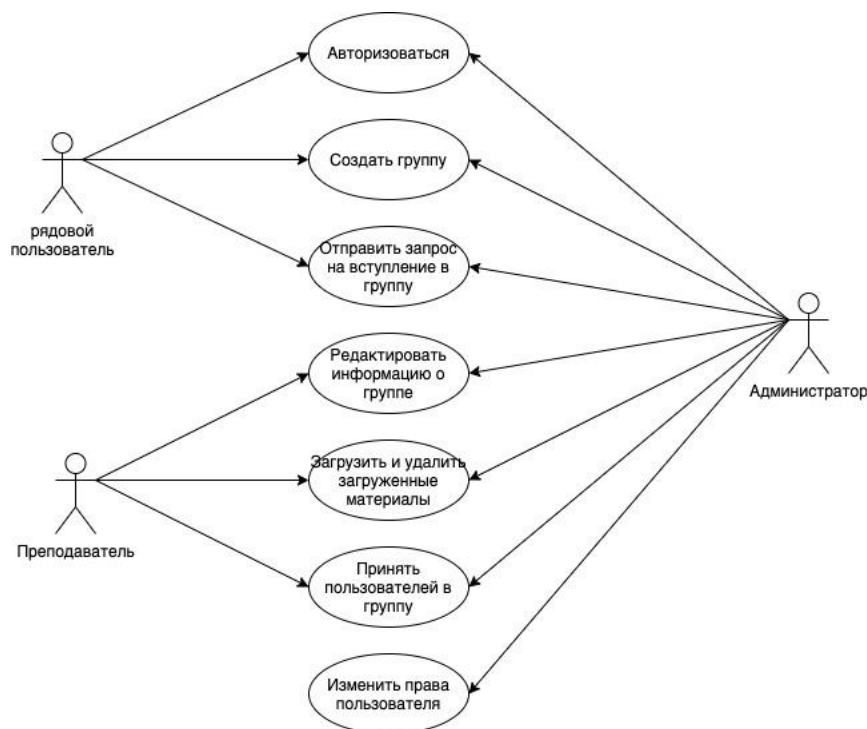 Авторизоваться
Создать группу
рядовой
пользователь
Отправить запрос
на вступление в
группу
Редактировать
информацию о
группе
Администратор
Загрузить и удалить
загруженные
материалы
Преподаватель
Принять
пользователей в
группу
Изменить права
пользователя